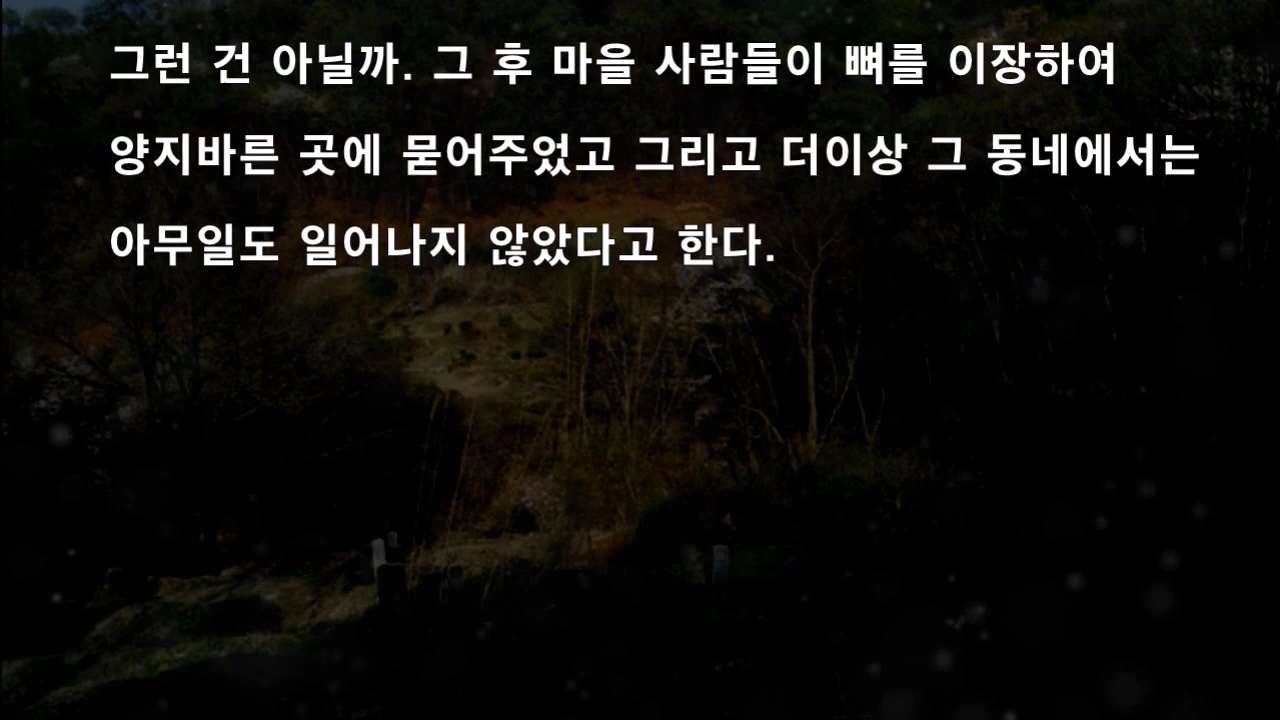 그런 건 아닐까. 그 후 마을 사람들이 뼈를 이장하여
양지바른 곳에 묻어주었고 그리고 더이상 그 동네에서는
아무일도 일어나지 않았다고 한다.